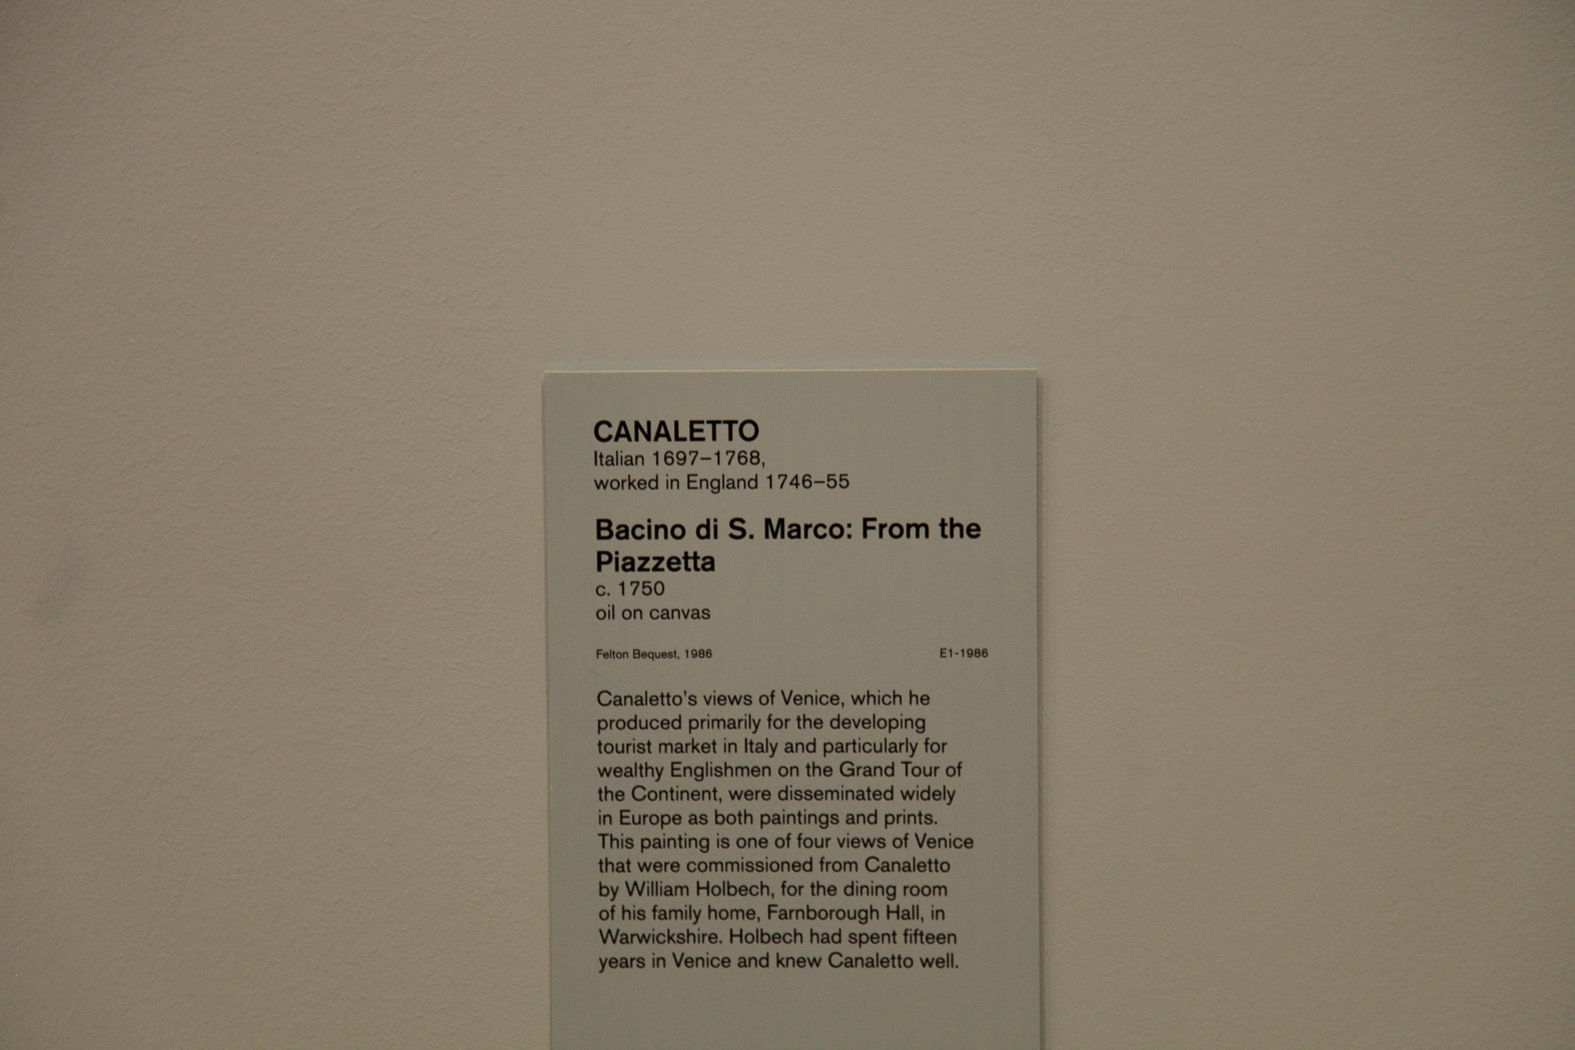 CANALETTO
Italian 1697–1768,
worked in England 1746–55
Bacino di S. Marco: From the
Piazzetta
c. 1750
oil on canvas
Felton Bequest, 1986 E1-1986
Canaletto's views of Venice, which he
produced primarily for the developing
tourist market in Italy and particularly for
wealthy Englishmen on the Grand Tour of
the Continent, were disseminated widely
in Europe as both paintings and prints.
This painting is one of four views of Venice
that were commissioned from Canaletto
by William Holbech, for the dining room
of his family home, Farnborough Hall, in
Warwickshire. Holbech had spent fifteen
years in Venice and knew Canaletto well.